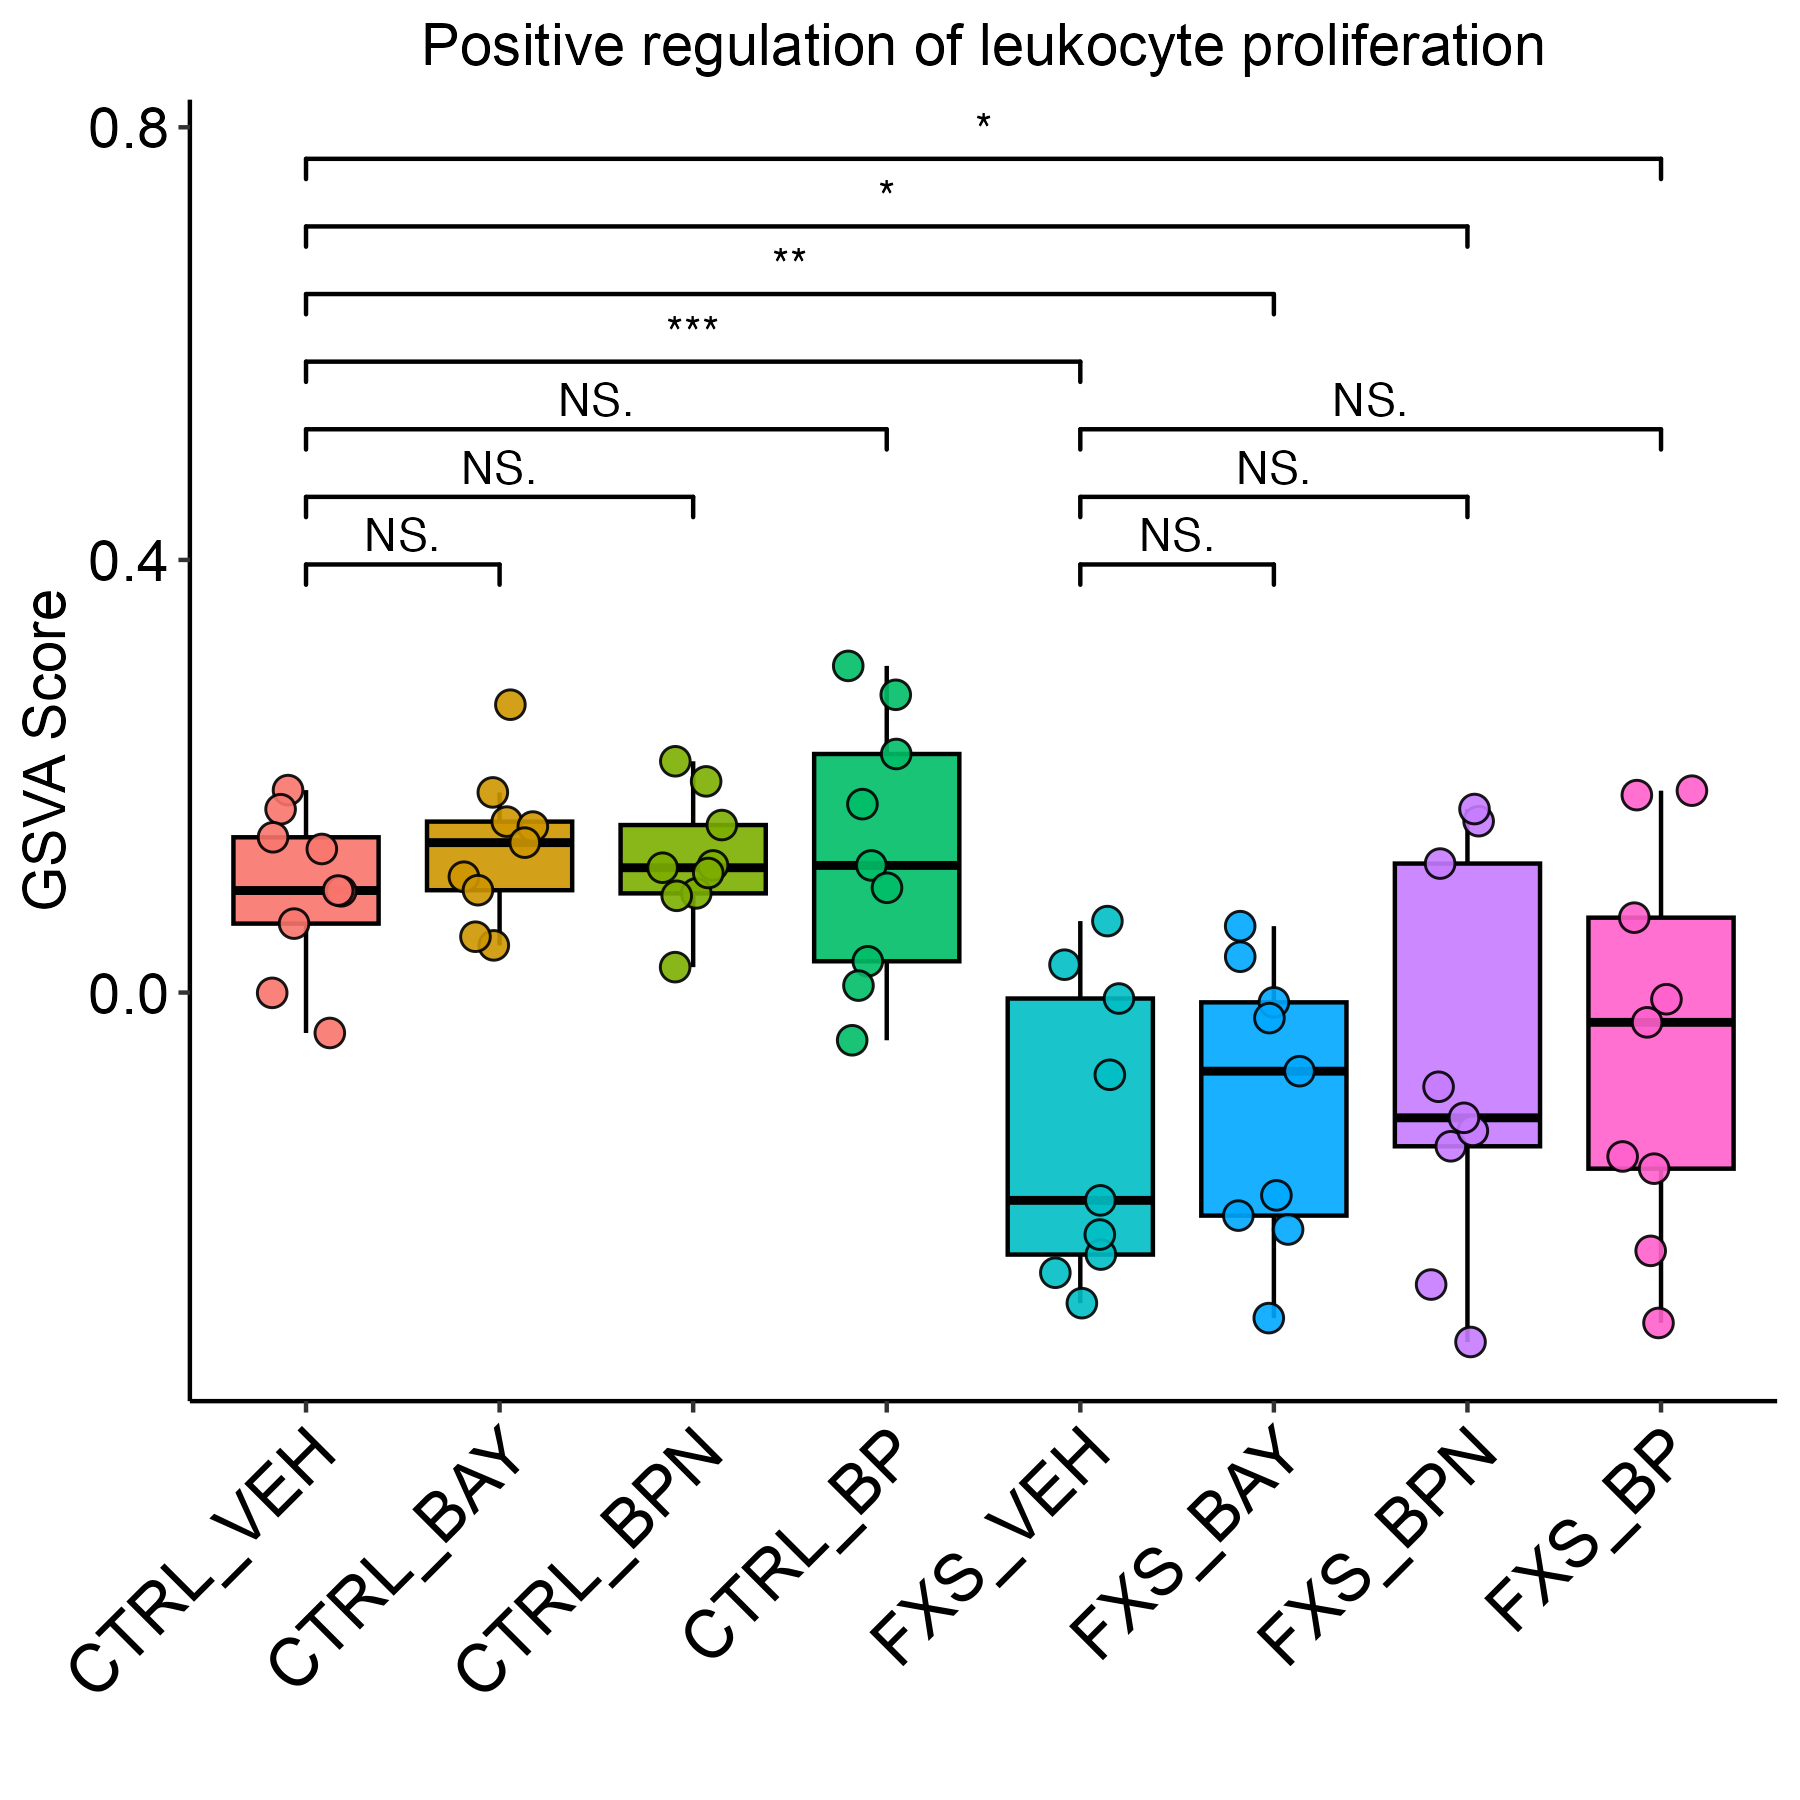 Positive regulation of leukocyte proliferation
0.8
*
*
**
***
NS.
NS.
NS.
NS.
0.4
NS.
NS.
GSVA Score
0.0
CTRL_VEH
CTRL_BAY
CTRL_BPN
CTRL_BP
FXS_VEH
FXS_BAY
FXS_BPN
FXS_BP